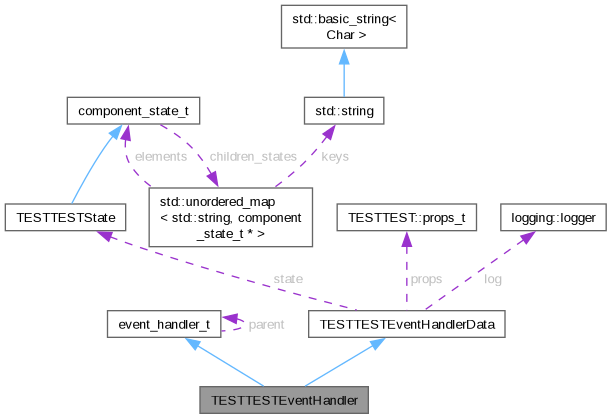 std::basic_string<
Char >
component_state_t
std::string
elements
children_states
keys
std::unordered_map
< std::string, component
_state_t * >
TESTTESTState
TESTTEST::props_t
logging::logger
state
props
log
event_handler_t
parent
TESTTESTEventHandlerData
TESTTESTEventHandler